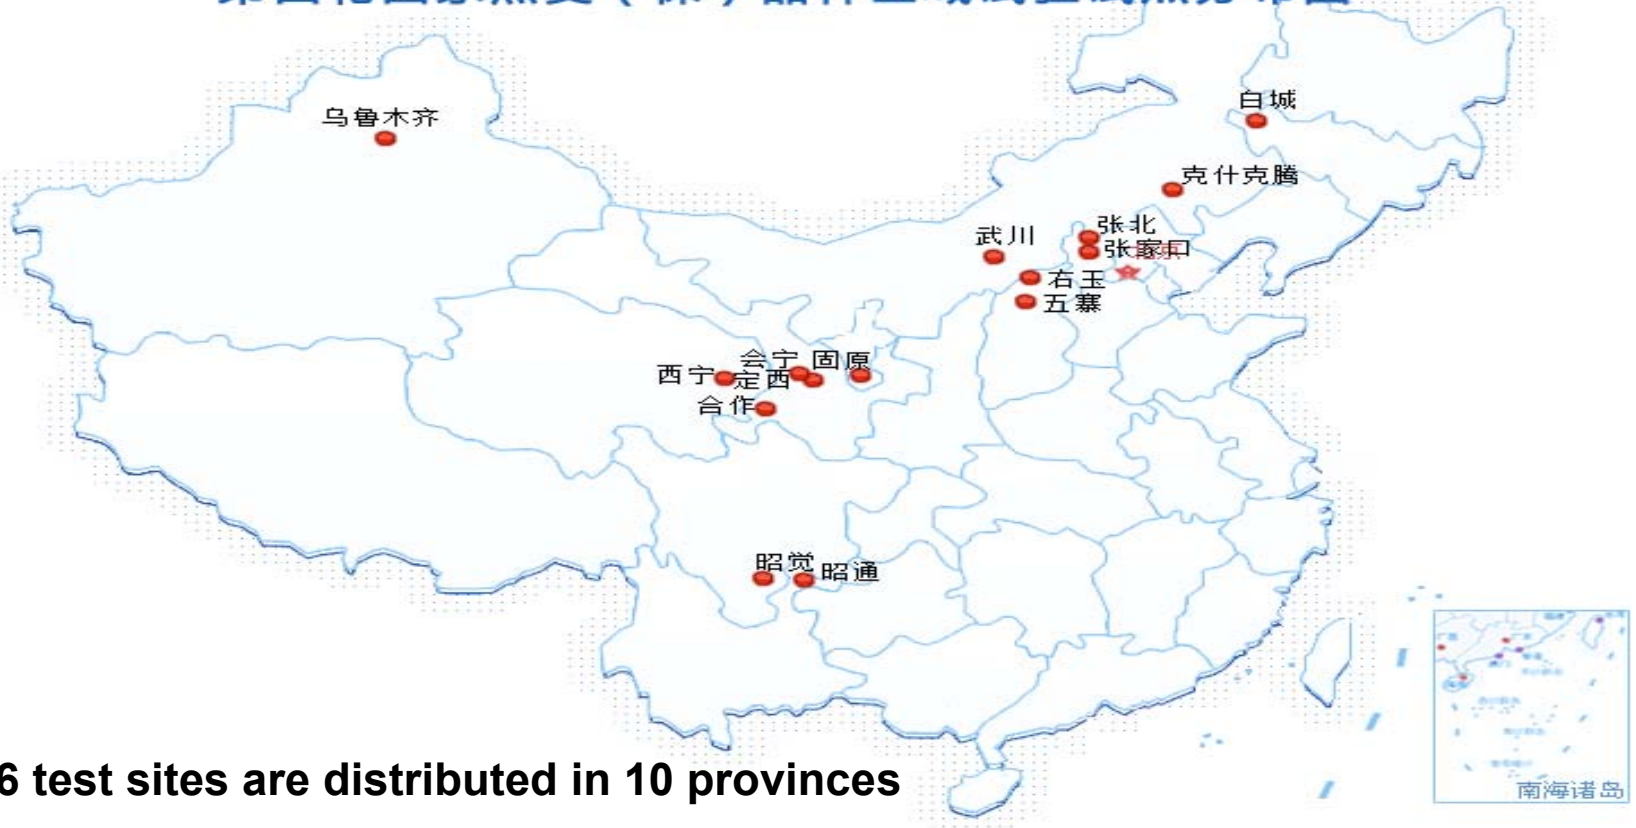 乌鲁木齐
白城
克什克腾
张北
武川
张家口
北京
右玉
五寨
会宁 固原
西宁 定西
合作
昭觉
昭通
南海诸岛
6 test sites are distributed in 10 provinces